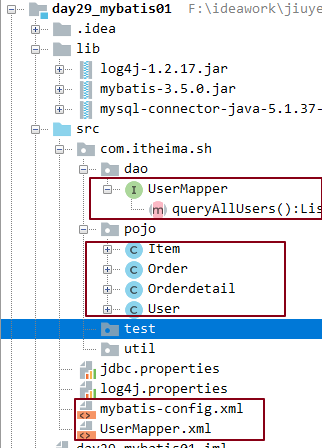 day29_mybatis01 F:\ideawork\jiuye
.idea
lib
log4j-1.2.17.jar
mybatis-3.5.0.jar
mysql-connector-java-5.1.37-
src
com.itheima.sh
dao
I UserMapper
m queryAllUsers():Lis
pojo
C Item
C Order
C Orderdetail
C User
test
util
jdbc.properties
log4j.properties
mybatis-config.xml
UserMapper.xml